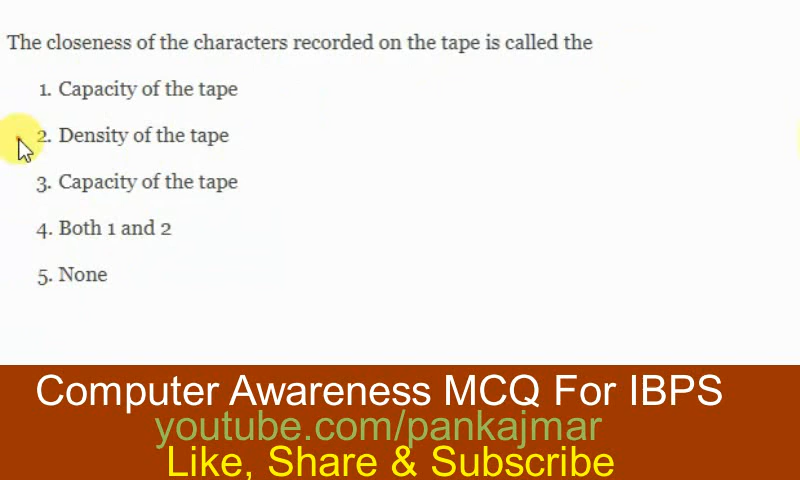 The closeness of the characters recorded on the tape is called the
1. Capacity of the tape
2. Density of the tape
3. Capacity of the tape
4. Both 1 and 2
5. None
Computer Awareness MCQ For IBPS
youtube.com/pankajmar
Like, Share & Subscribe